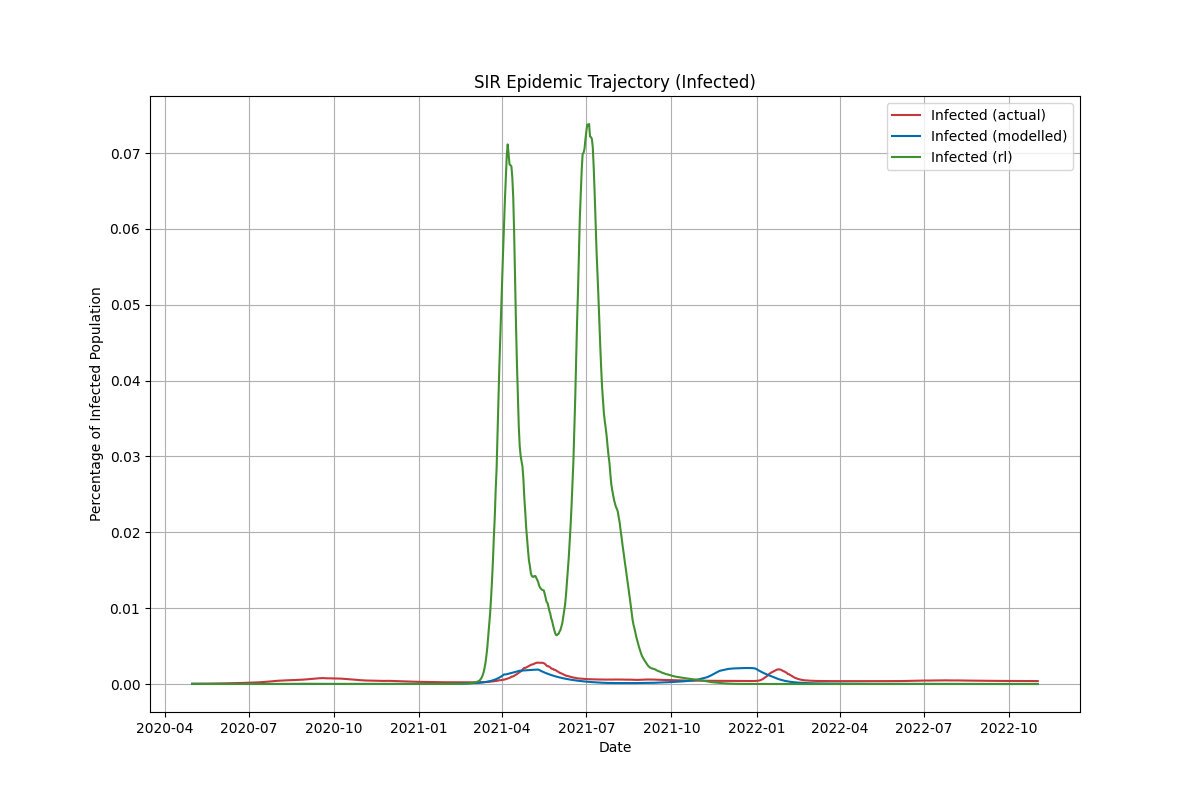 SIR Epidemic Trajectory (Infected)
Infected (actual)
Infected (modelled)
Infected (rl)
Percentage of Infected Population
0.07
0.06
0.05
0.04
0.03
0.02
0.01
0.00
2020-04 2020-07 2020-10 2021-01 2021-04 2021-07 2021-10 2022-01 2022-04 2022-07 2022-10
Date